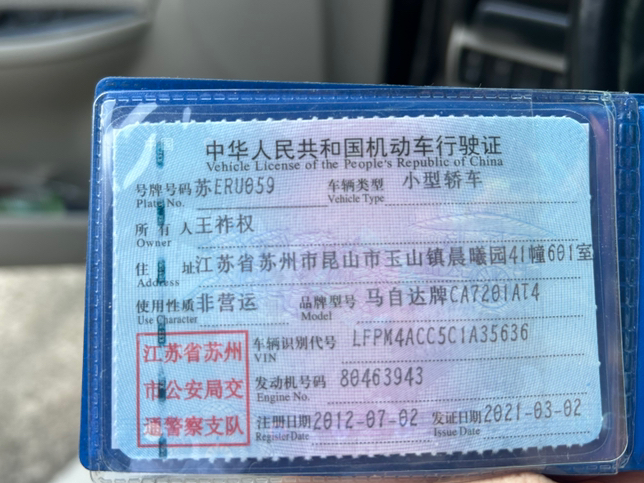 中华人民共和国机动车行驶证
Vehicle License of the People's Republic of China
号牌号码 苏ERU059 车辆类型 小型轿车
Plate No. Vehicle Type
所有人 王祚权
Owner
住址 江苏省苏州市昆山市玉山镇晨曦园41幢601室
Address
使用性质 非营运 品牌型号 马自达牌CA7201AT4
Use Character Model
江苏省苏州
市公安局交
通警察支队
车辆识别代号 LFPM4ACC5C1A35636
VIN
发动机号码 80463943
Engine No.
注册日期 2012-07-02 发证日期 2021-03-02
Register Date Issue Date